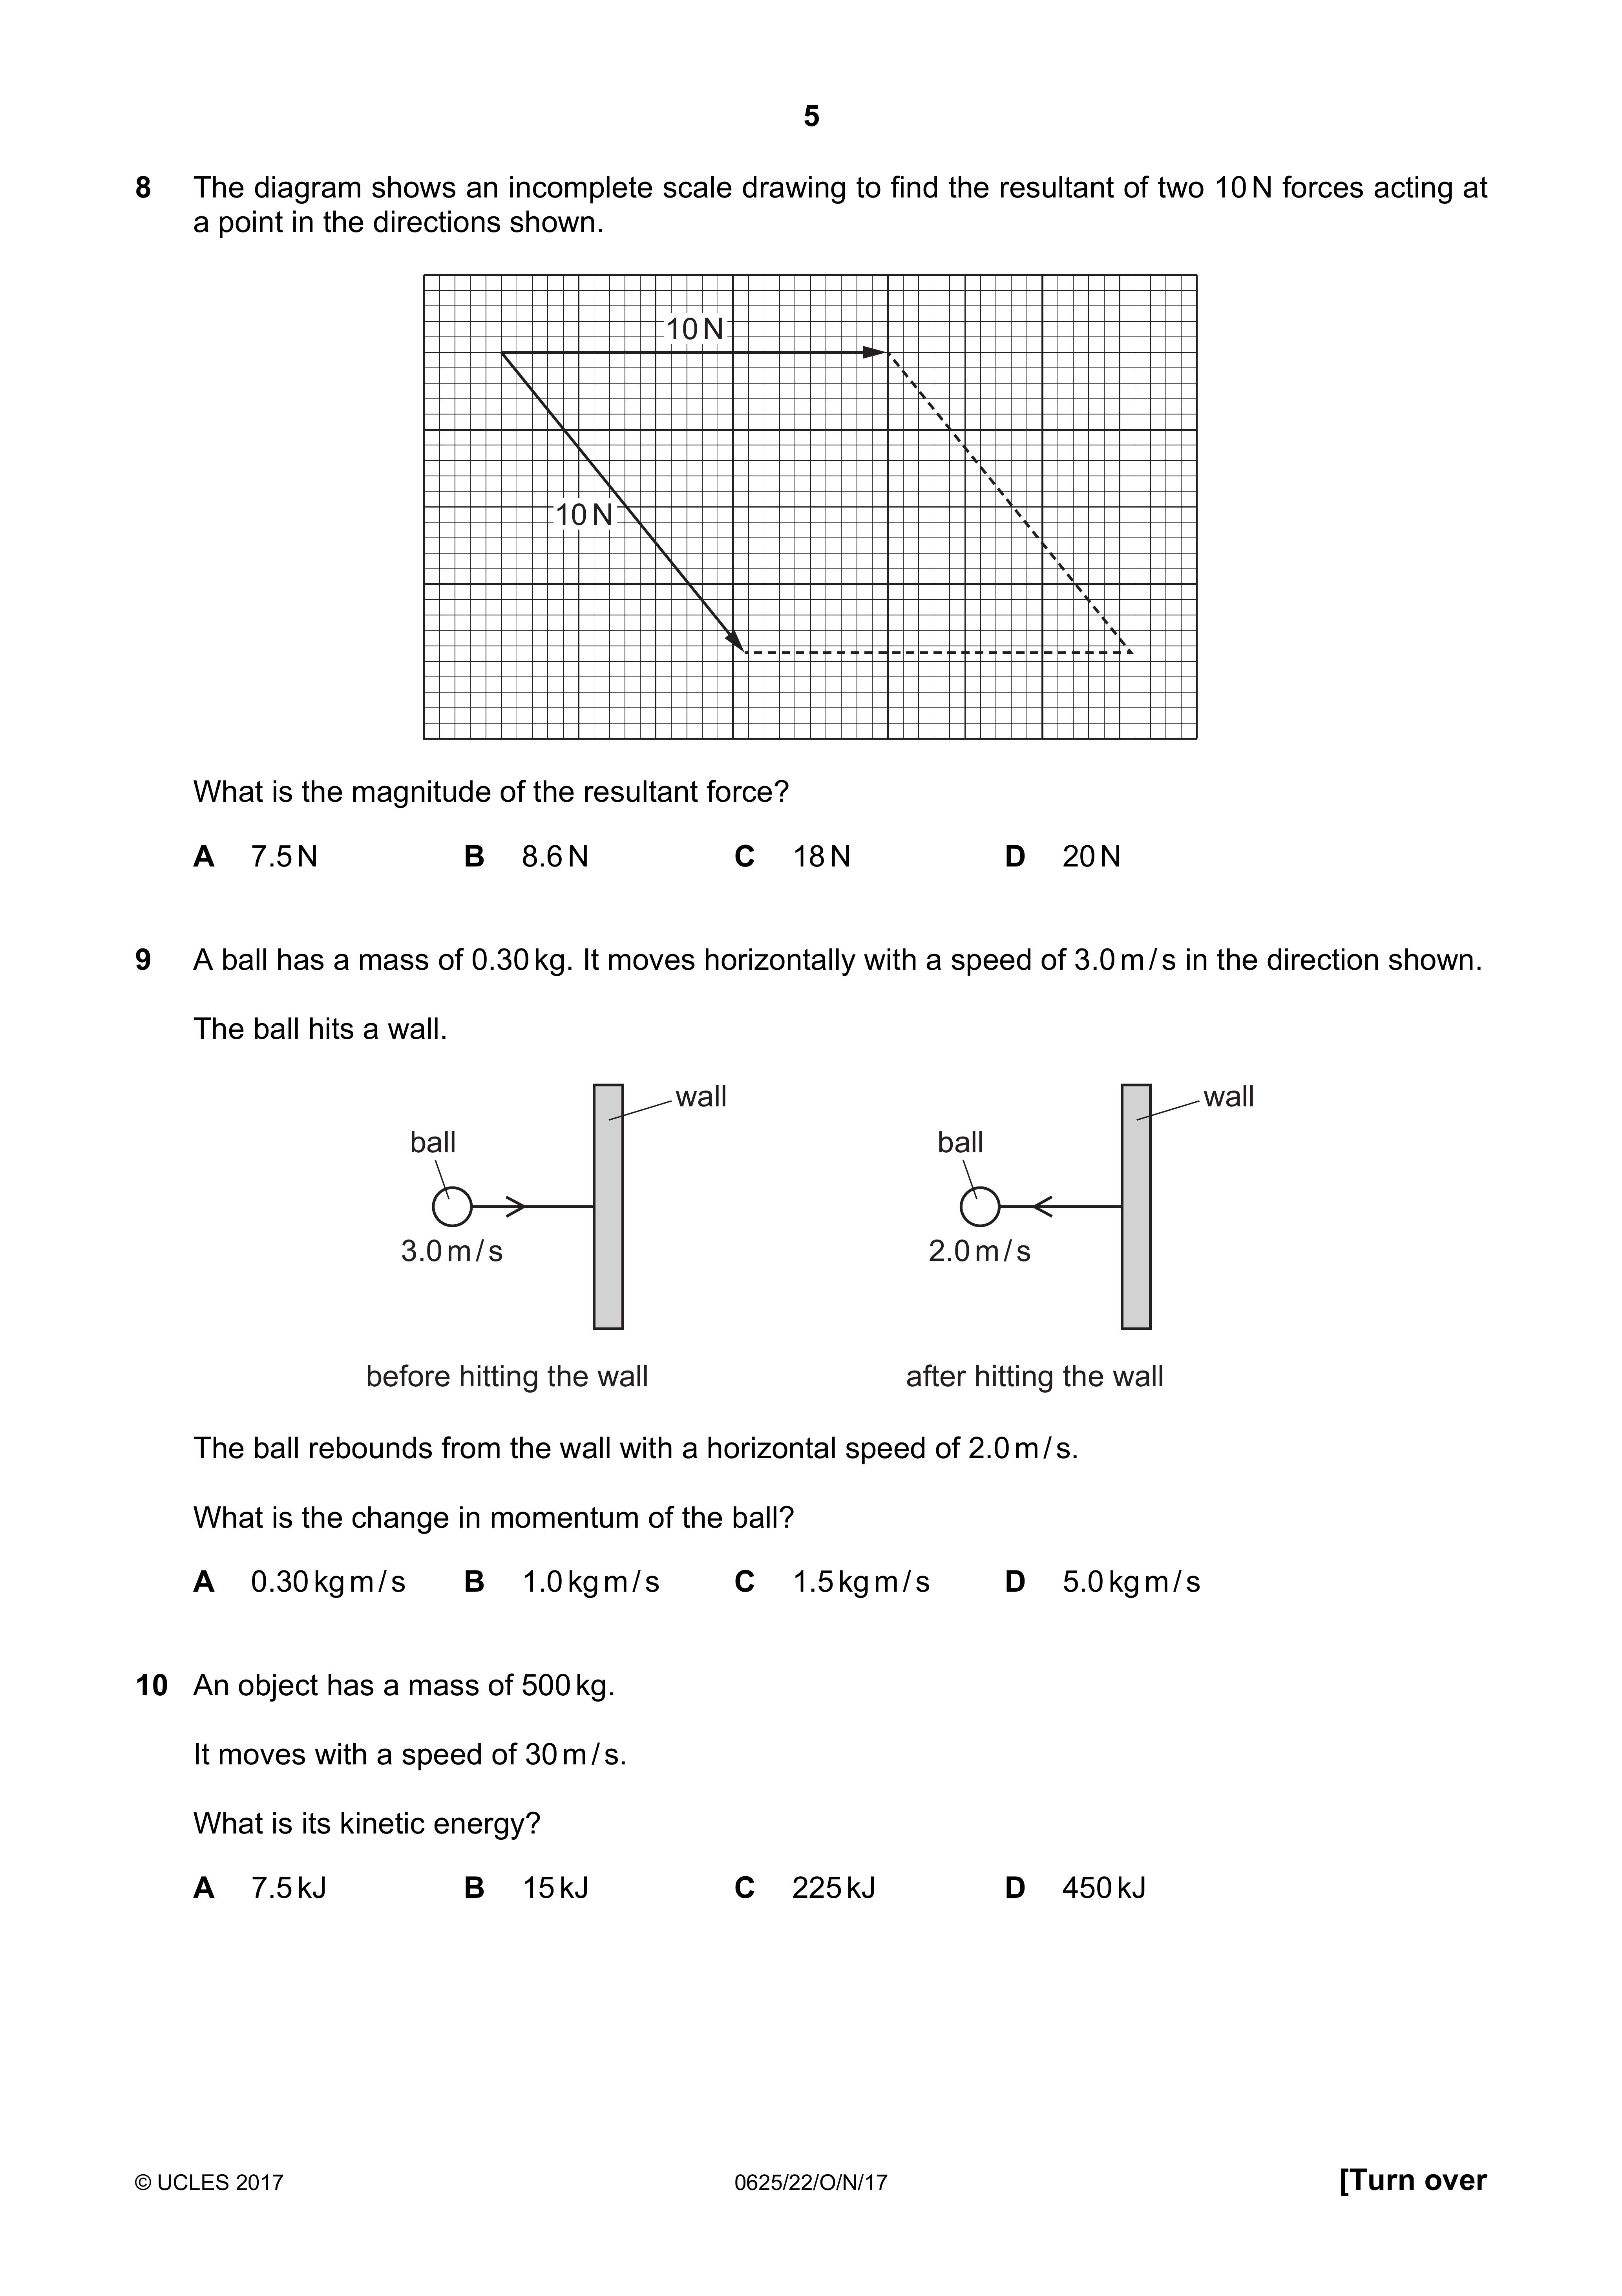 5
8 The diagram shows an incomplete scale drawing to find the resultant of two 10 N forces acting at
a point in the directions shown.
10 N
10 N
What is the magnitude of the resultant force?
A 7.5 N B 8.6 N C 18 N D 20 N
9 A ball has a mass of 0.30 kg. It moves horizontally with a speed of 3.0 m / s in the direction shown.
The ball hits a wall.
wall wall
ball ball
3.0 m / s 2.0 m / s
before hitting the wall after hitting the wall
The ball rebounds from the wall with a horizontal speed of 2.0 m / s.
What is the change in momentum of the ball?
A 0.30 kg m / s B 1.0 kg m / s C 1.5 kg m / s D 5.0 kg m / s
10 An object has a mass of 500 kg.
It moves with a speed of 30 m / s.
What is its kinetic energy?
A 7.5 kJ B 15 kJ C 225 kJ D 450 kJ
© UCLES 2017 0625/22/O/N/17 [Turn over